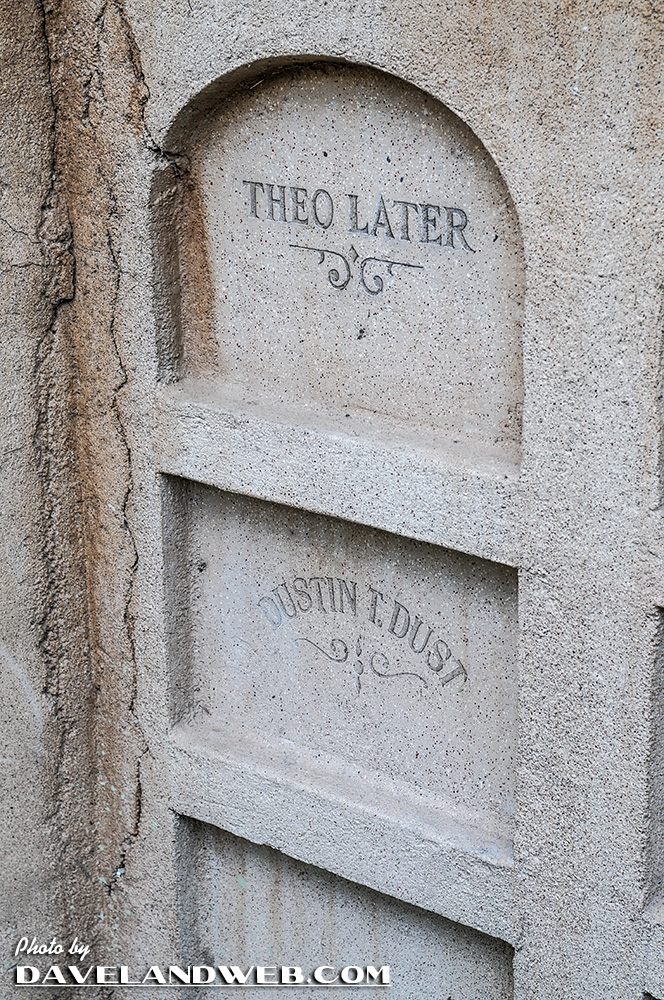 THEO LATER
DUSTIN T. DUST
Photo by
DAVELANDWEB.COM